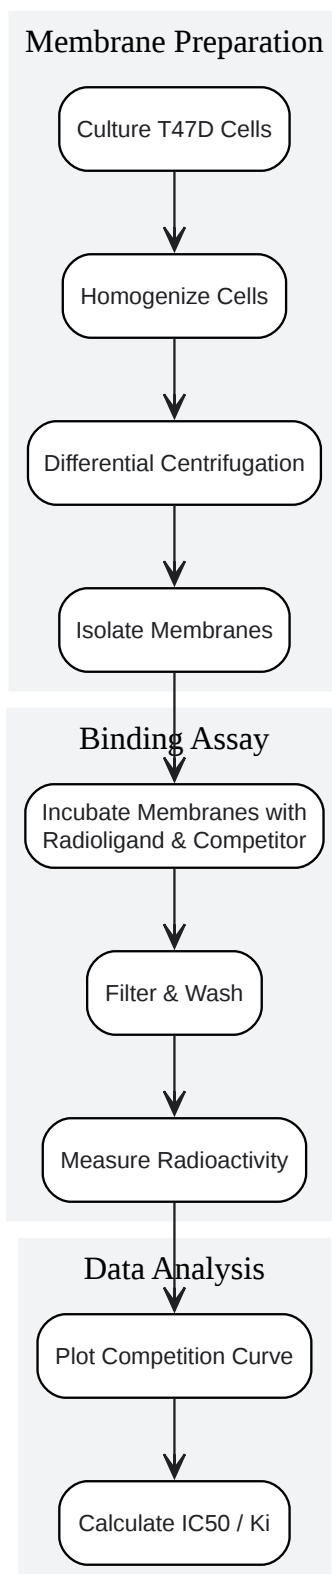 Membrane Preparation
Culture T47D Cells
Homogenize Cells
Differential Centrifugation
Isolate Membranes
Binding Assay
Incubate Membranes with
Radioligand & Competitor
Filter & Wash
Measure Radioactivity
Data Analysis
Plot Competition Curve
Calculate IC50 / Ki